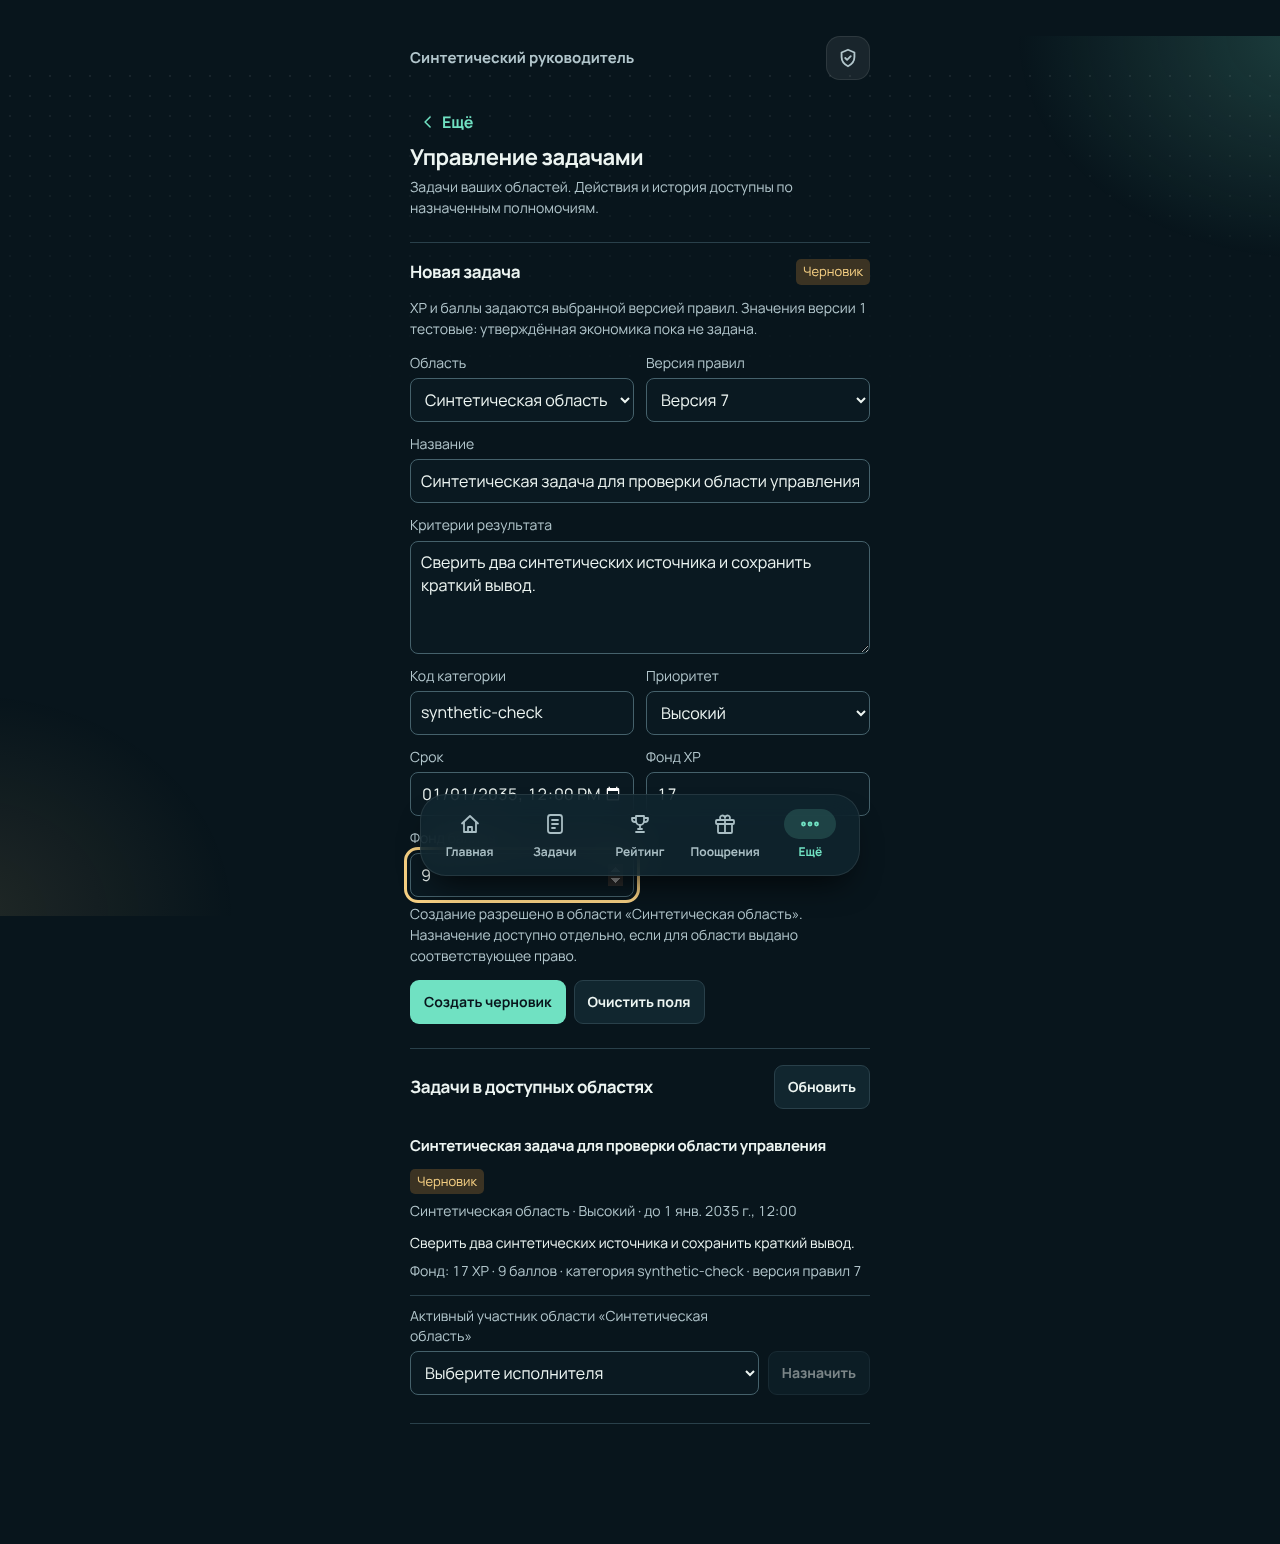 Синтетический руководитель
Ещё
Управление задачами
Задачи ваших областей. Действия и история доступны по
назначенным полномочиям.
Новая задача
Черновик
XP и баллы задаются выбранной версией правил. Значения версии 1
тестовые: утверждённая экономика пока не задана.
Область
Версия правил
Синтетическая область
Версия 7
Название
Синтетическая задача для проверки области управления
Критерии результата
Сверить два синтетических источника и сохранить
краткий вывод.
Код категории
Приоритет
synthetic-check
Высокий
Срок
Фонд XP
01/01/2035, 12:00 PM
17
Главная
Задачи
Рейтинг
Поощрения
Ещё
9
Создание разрешено в области «Синтетическая область».
Назначение доступно отдельно, если для области выдано
соответствующее право.
Создать черновик
Очистить поля
Задачи в доступных областях
Обновить
Синтетическая задача для проверки области управления
Черновик
Синтетическая область · Высокий · до 1 янв. 2035 г., 12:00
Сверить два синтетических источника и сохранить краткий вывод.
Фонд: 17 XP · 9 баллов · категория synthetic-check · версия правил 7
Активный участник области «Синтетическая
область»
Выберите исполнителя
Назначить